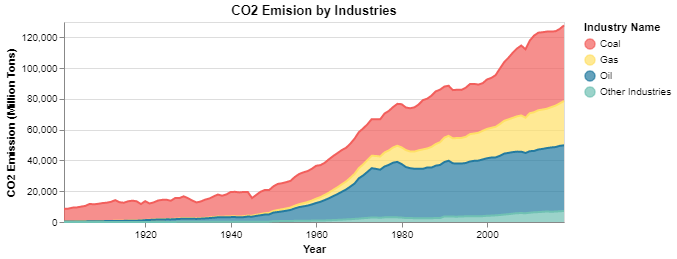 CO2 Emision by Industries
CO2 Emission (Million Tons)
120,000
100,000
80,000
60,000
40,000
20,000
0
1920
1940
1960
1980
2000
Year
Industry Name
Coal
Gas
Oil
Other Industries